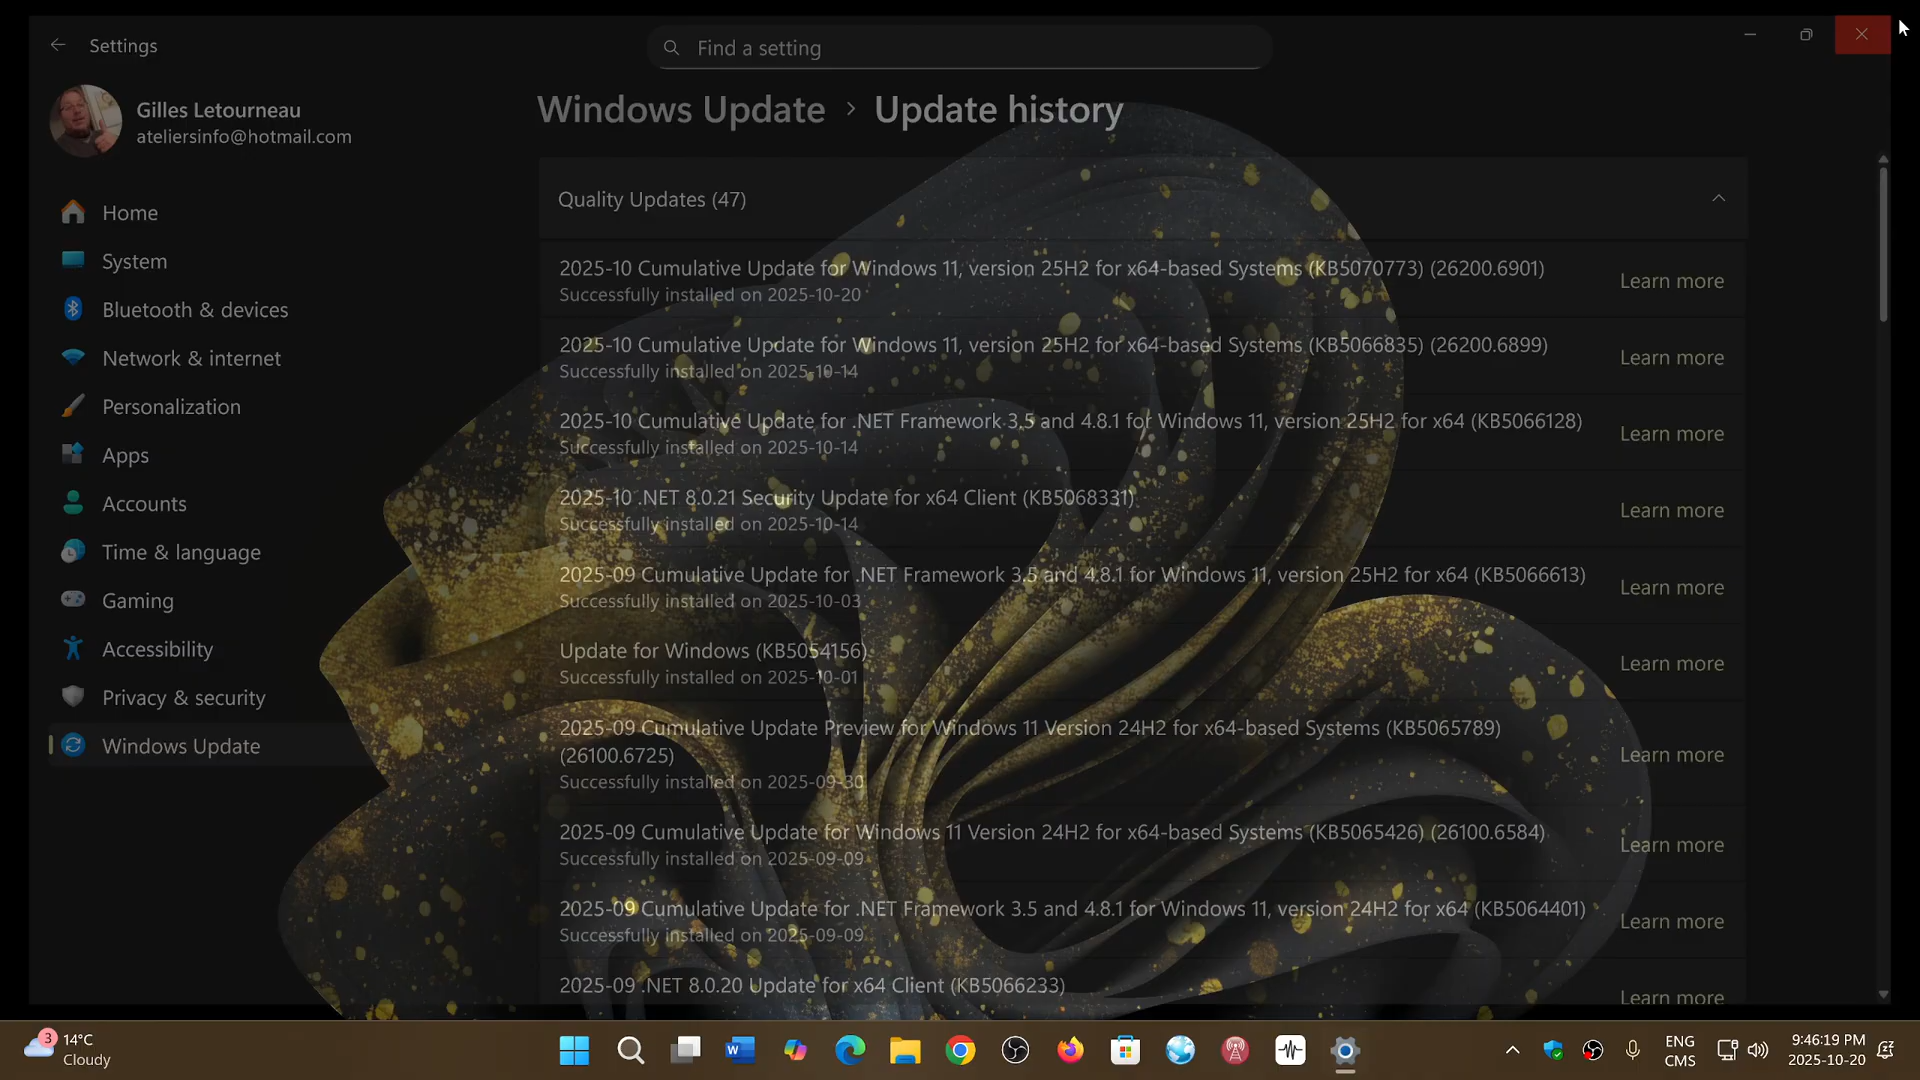 Settings
Find a setting
Gilles Letourneau
ateliersinfo@hotmail.com
Home
System
Bluetooth & devices
Network & internet
Personalization
Apps
Accounts
Time & language
Gaming
Accessibility
Privacy & security
Windows Update
Windows Update > Update history
Quality Updates (47)
2025-10 Cumulative Update for Windows 11, version 25H2 for x64-based Systems (KB5070773) (26200.6901)
Successfully installed on 2025-10-20
Learn more
2025-10 Cumulative Update for Windows 11, version 25H2 for x64-based Systems (KB5066835) (26200.6899)
Successfully installed on 2025-10-14
Learn more
2025-10 Cumulative Update for .NET Framework 3.5 and 4.8.1 for Windows 11, version 25H2 for x64 (KB5066128)
Successfully installed on 2025-10-14
Learn more
2025-10 .NET 8.0.21 Security Update for x64 Client (KB5068331)
Successfully installed on 2025-10-14
Learn more
2025-09 Cumulative Update for .NET Framework 3.5 and 4.8.1 for Windows 11, version 25H2 for x64 (KB5066613)
Successfully installed on 2025-10-03
Learn more
Update for Windows (KB5054156)
Successfully installed on 2025-10-01
Learn more
2025-09 Cumulative Update Preview for Windows 11 Version 24H2 for x64-based Systems (KB5065789)
(26100.6725)
Successfully installed on 2025-09-30
Learn more
2025-09 Cumulative Update for Windows 11 Version 24H2 for x64-based Systems (KB5065426) (26100.6584)
Successfully installed on 2025-09-09
Learn more
2025-09 Cumulative Update for .NET Framework 3.5 and 4.8.1 for Windows 11, version 24H2 for x64 (KB5064401)
Successfully installed on 2025-09-09
Learn more
2025-09 .NET 8.0.20 Update for x64 Client (KB5066233)
Learn more
3
14°C
Cloudy
W
ENG
CMS
9:46:19 PM
2025-10-20